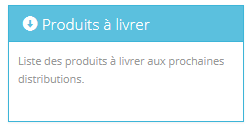 Produits à livrer
Liste des produits à livrer aux prochaines
distributions.